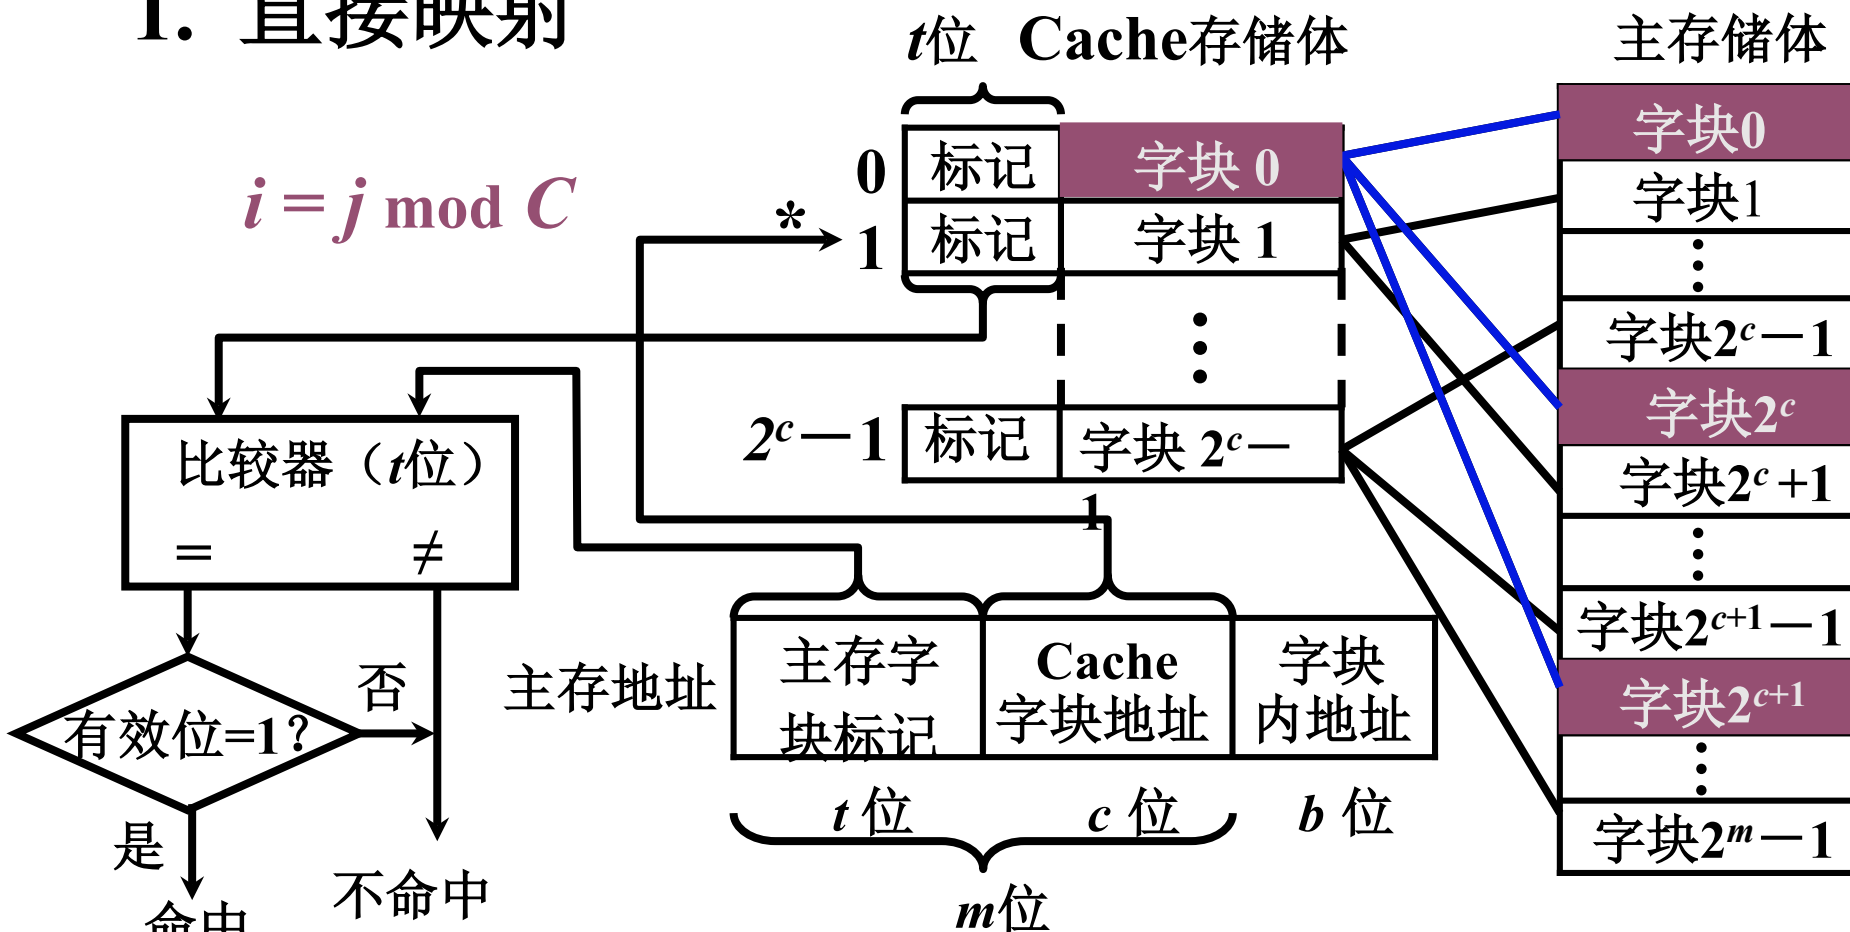 1. 直接映射
t位 Cache存储体
主存储体
i = j mod C
*
0 标记 字块 0
1 标记 字块 1
2ᶜ－1 标记 字块 2ᶜ－
1
字块0
字块1
字块2ᶜ－1
字块2ᶜ
字块2ᶜ+1
字块2ᶜ⁺¹－1
字块2ᶜ⁺¹
字块2ᵐ－1
比较器（t位）
= ≠
有效位=1？
否
是
命中
不命中
主存地址
主存字
块标记
Cache
字块地址
字块
内地址
t 位 c 位 b 位
m位